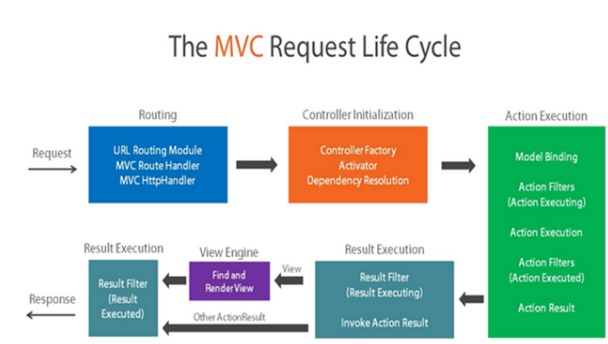 The MVC Request Life Cycle
Routing
Controller Initialization
Action Execution
Request
URL Routing Module
MVC Route Handler
MVC HttpHandler
Controller Factory
Activator
Dependency Resolution
Model Binding
Action Filters
(Action Executing)
Action Execution
Action Filters
(Action Executed)
Action Result
Result Execution
View Engine
Result Execution
Response
Result Filter
(Result
Executed)
Find and
Render View
View
Result Filter
(Result Executing)
Invoke Action Result
Other ActionResult